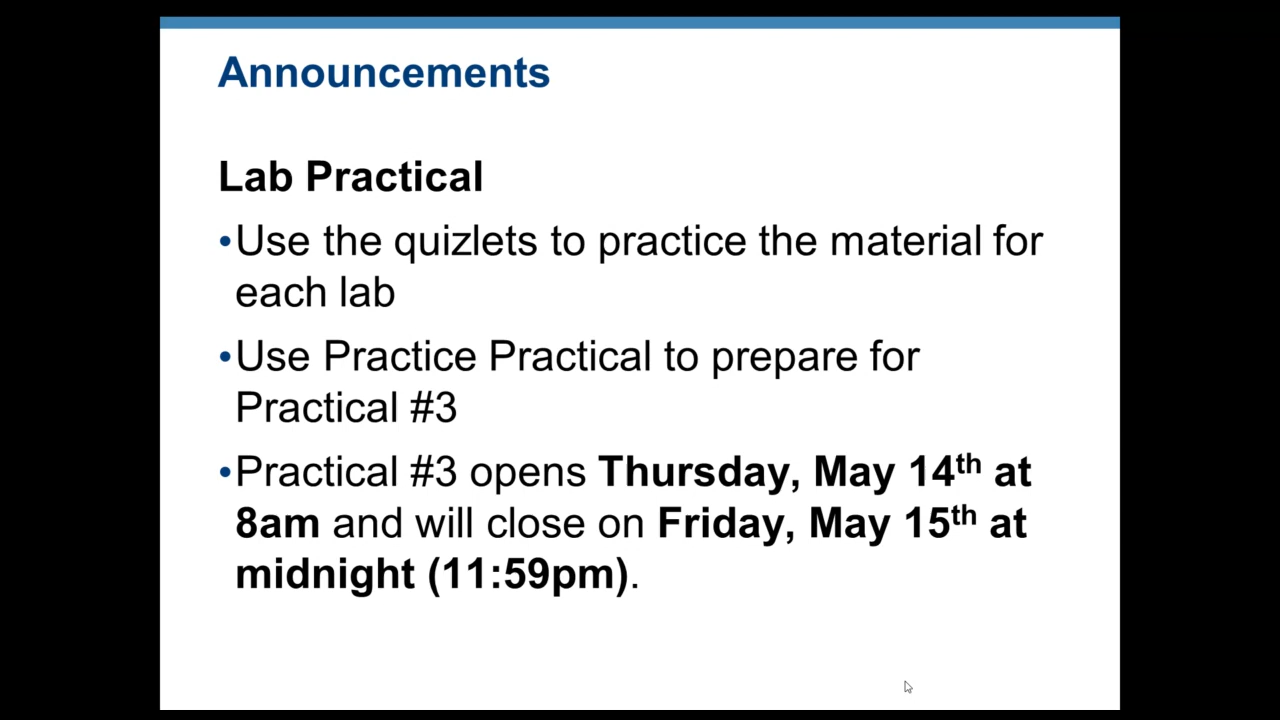 Announcements
Lab Practical
•Use the quizlets to practice the material for
each lab
•Use Practice Practical to prepare for
Practical #3
•Practical #3 opens Thursday, May 14th at
8am and will close on Friday, May 15th at
midnight (11:59pm).